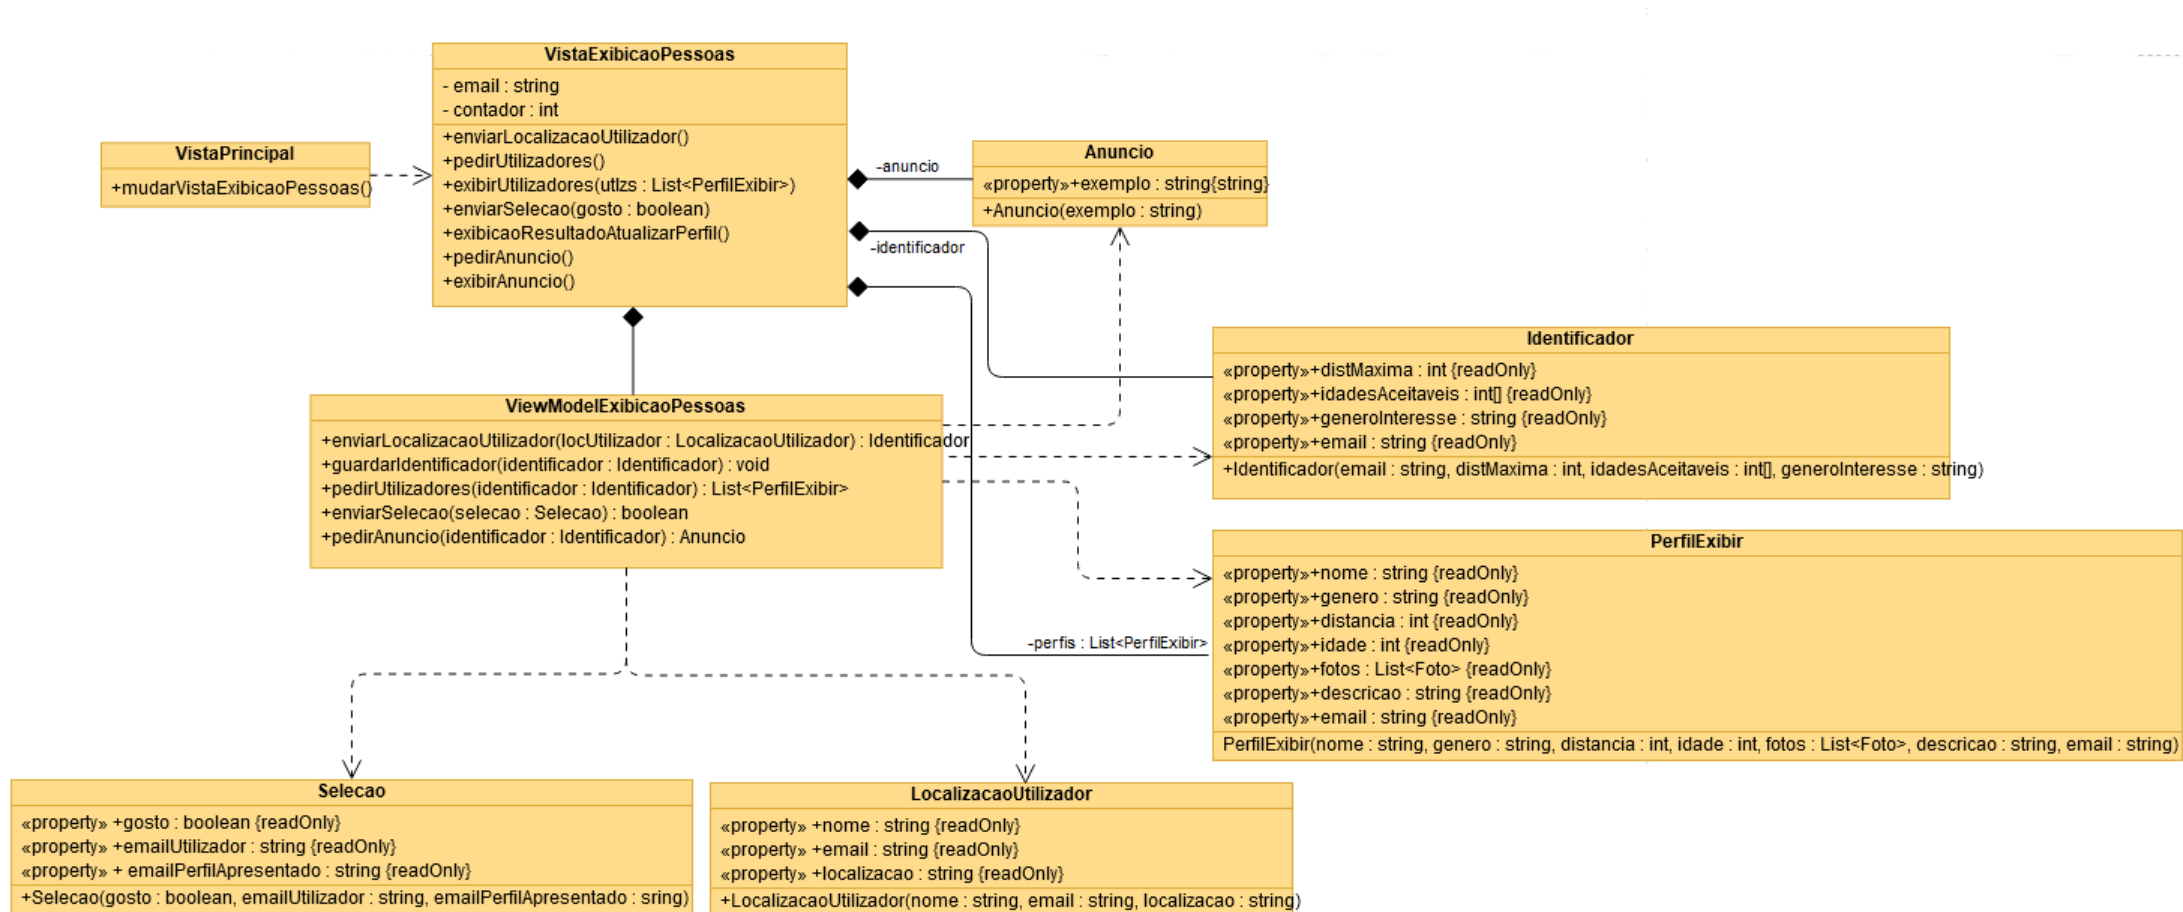 VistaExibicaoPessoas
- email : string
- contador : int
+enviarLocalizacaoUtilizador()
+pedirUtilizadores()
+exibirUtilizadores(utlzs : List<PerfilExibir>)
+enviarSelecao(gosto : boolean)
+exibicaoResultadoAtualizarPerfil()
+pedirAnuncio()
+exibirAnuncio()
VistaPrincipal
+mudarVistaExibicaoPessoas()
-anuncio
-identificador
Anuncio
«property»+exemplo : string{string}
+Anuncio(exemplo : string)
Identificador
«property»+distMaxima : int {readOnly}
«property»+idadesAceitaveis : int[] {readOnly}
«property»+generoInteresse : string {readOnly}
«property»+email : string {readOnly}
+Identificador(email : string, distMaxima : int, idadesAceitaveis : int[], generoInteresse : string)
ViewModelExibicaoPessoas
+enviarLocalizacaoUtilizador(locUtilizador : LocalizacaoUtilizador) : Identificador
+guardarIdentificador(identificador : Identificador) : void
+pedirUtilizadores(identificador : Identificador) : List<PerfilExibir>
+enviarSelecao(selecao : Selecao) : boolean
+pedirAnuncio(identificador : Identificador) : Anuncio
-perfis : List<PerfilExibir>
PerfilExibir
«property»+nome : string {readOnly}
«property»+genero : string {readOnly}
«property»+distancia : int {readOnly}
«property»+idade : int {readOnly}
«property»+fotos : List<Foto> {readOnly}
«property»+descricao : string {readOnly}
«property»+email : string {readOnly}
PerfilExibir(nome : string, genero : string, distancia : int, idade : int, fotos : List<Foto>, descricao : string, email : string)
Selecao
«property» +gosto : boolean {readOnly}
«property» +emailUtilizador : string {readOnly}
«property» + emailPerfilApresentado : string {readOnly}
+Selecao(gosto : boolean, emailUtilizador : string, emailPerfilApresentado : sring)
LocalizacaoUtilizador
«property» +nome : string {readOnly}
«property» +email : string {readOnly}
«property» +localizacao : string {readOnly}
+LocalizacaoUtilizador(nome : string, email : string, localizacao : string)